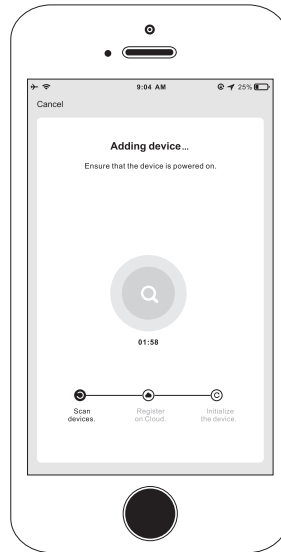 9:04 AM 25%
Cancel
Adding device...
Ensure that the device is powered on.
01:58
Scan
devices.
Register
on Cloud.
Initialize
the device.